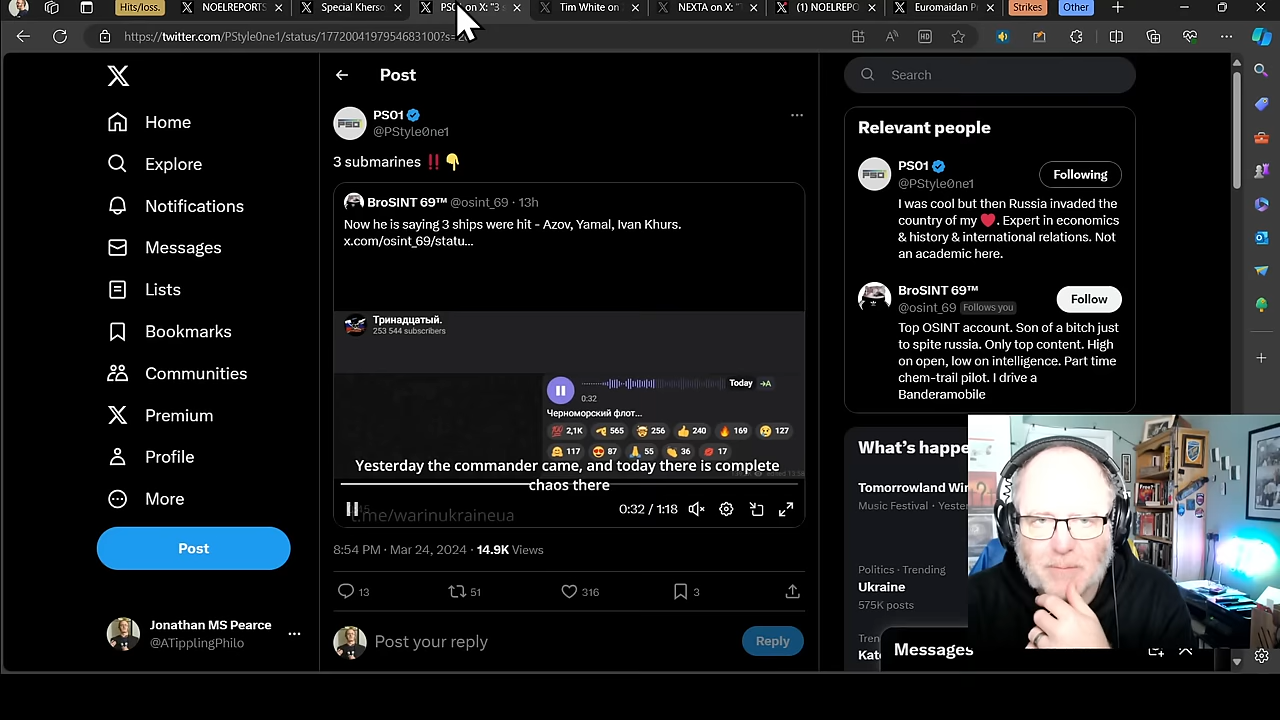 Hits/loss.
NOELREPORTS
Special Kherso
PS01 on X: "3 s
Tim White on
NEXTA on X: "
(1) NOELREPO
Euromaidan P
Strikes
Other
https://twitter.com/PStyle0ne1/status/1772004197954683100?s=
Post
Search
Home
Explore
Notifications
Messages
Lists
Bookmarks
Communities
Premium
Profile
More
Post
Jonathan MS Pearce
@ATipplingPhilo
PS01
@PStyle0ne1
3 submarines ‼️👇
BroSINT 69™ @osint_69 · 13h
Now he is saying 3 ships were hit - Azov, Yamal, Ivan Khurs.
x.com/osint_69/statu…
Тринадцатый.
253 544 subscribers
Today →A
0:32
Черноморский флот...
2,1K 565 256 240 169 127
117 87 55 36 17
Yesterday the commander came, and today there is complete
chaos there
t.me/warinukraineua
0:32 / 1:18
8:54 PM · Mar 24, 2024 · 14.9K Views
13 51 316 3
Post your reply
Reply
Relevant people
PS01
@PStyle0ne1
Following
I was cool but then Russia invaded the
country of my ❤️. Expert in economics
& history & international relations. Not
an academic here.
BroSINT 69™
@osint_69 Follows you
Follow
Top OSINT account. Son of a bitch just
to spite russia. Only top content. High
on open, low on intelligence. Part time
chem-trail pilot. I drive a
Banderamobile
What's happe
Tomorrowland Win
Music Festival · Yeste
Politics · Trending
Ukraine
575K posts
Tren
Kat
Messages